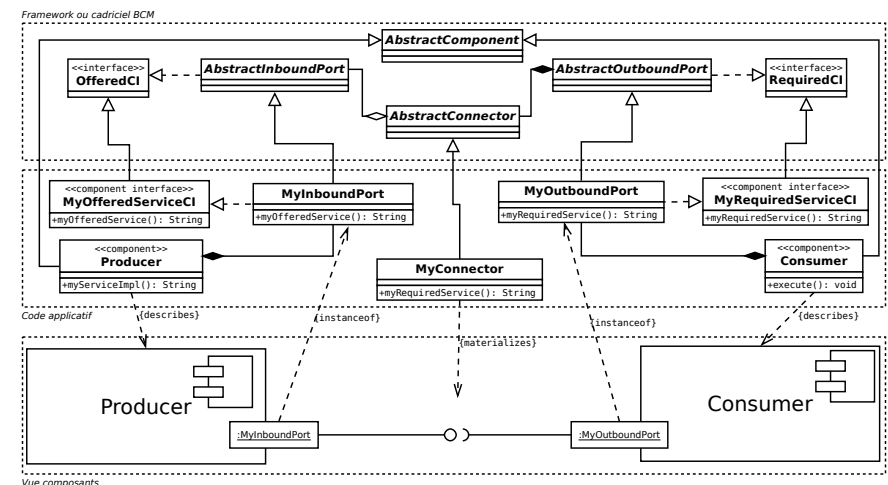 Framework ou cadriciel BCM
AbstractComponent
<<interface>>
OfferedCI
AbstractInboundPort
AbstractOutboundPort
<<interface>>
RequiredCI
AbstractConnector
<<component interface>>
MyOfferedServiceCI
+myOfferedService(): String
MyInboundPort
+myOfferedService(): String
MyOutboundPort
+myRequiredService(): String
<<component interface>>
MyRequiredServiceCI
+myRequiredService(): String
<<component>>
Producer
+myServiceImpl(): String
MyConnector
+myRequiredService(): String
<<component>>
Consumer
+execute(): void
Code applicatif
{describes}
{instanceof}
{materializes}
{instanceof}
{describes}
Producer
Consumer
:MyInboundPort
:MyOutboundPort
Vue composants